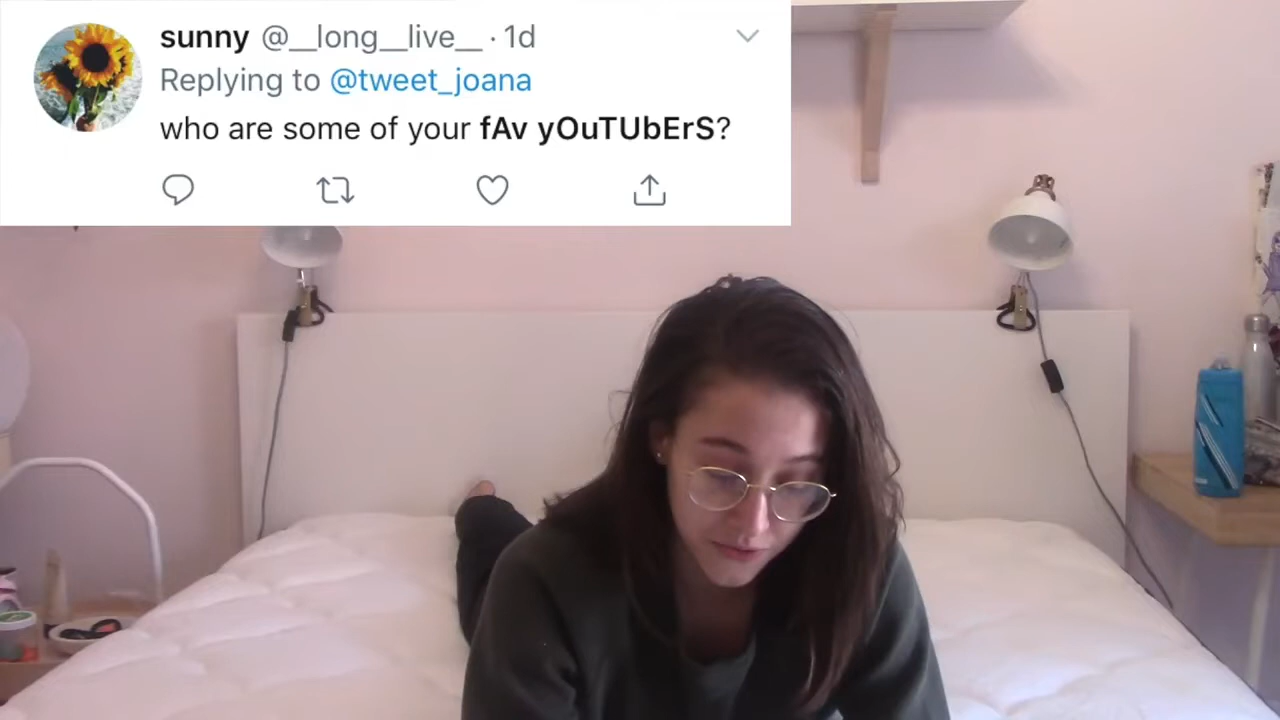 sunny @__long__live__ · 1d
Replying to @tweet_joana
who are some of your fAv yOuTUbErS?